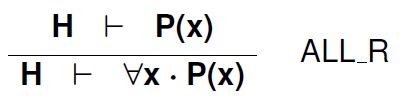 H ⊢ P(x)
H ⊢ ∀x · P(x) ALL_R